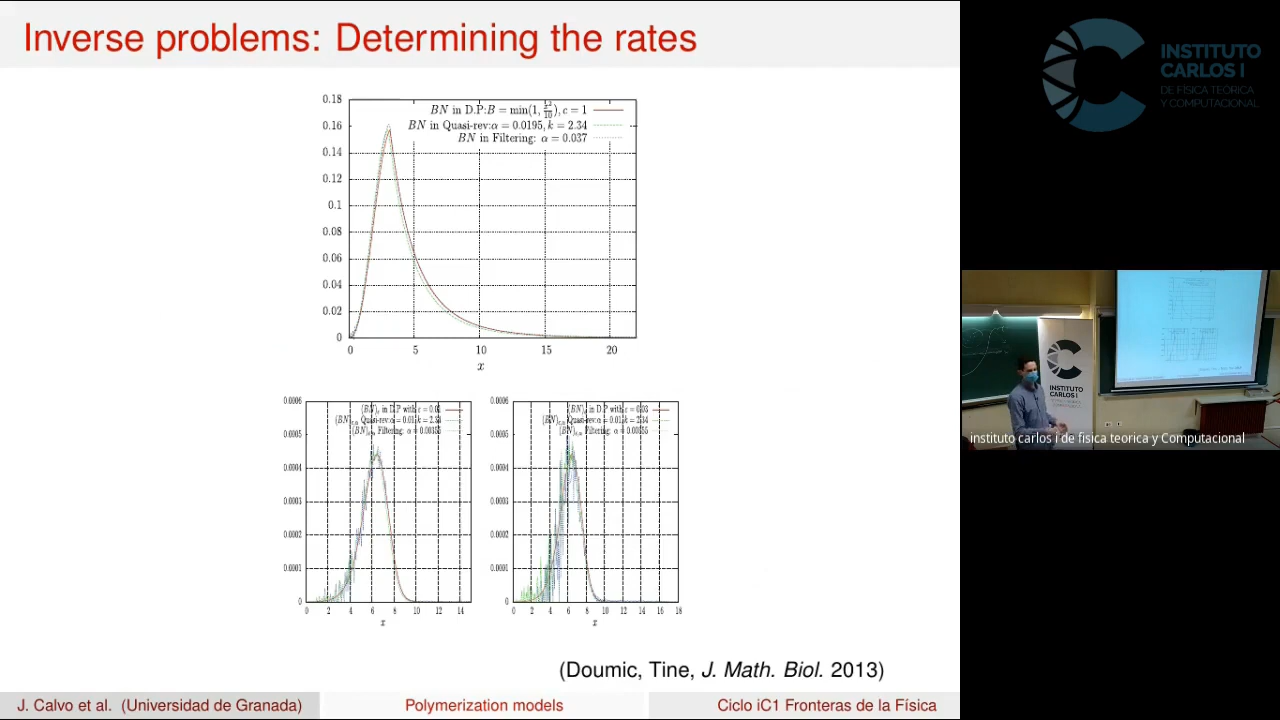 Inverse problems: Determining the rates
INSTITUTO
CARLOS I
DE FÍSICA TEÓRICA
Y COMPUTACIONAL
BN in D.P:B = min(1, x²/10), c = 1
BN in Quasi-rev:α = 0.0195, k = 2.34
BN in Filtering: α = 0.037
0.18
0.16
0.14
0.12
0.1
0.08
0.06
0.04
0.02
0
0 5 10 15 20
x
0.0006
0.0005
0.0004
0.0003
0.0002
0.0001
0
0 2 4 6 8 10 12 14
x
0.0006
0.0005
0.0004
0.0003
0.0002
0.0001
0
0 2 4 6 8 10 12 14 16 18
x
INSTITUTO
CARLOS I
instituto carlos i de fisica teorica y Computacional
(Doumic, Tine, J. Math. Biol. 2013)
J. Calvo et al. (Universidad de Granada)
Polymerization models
Ciclo iC1 Fronteras de la Física